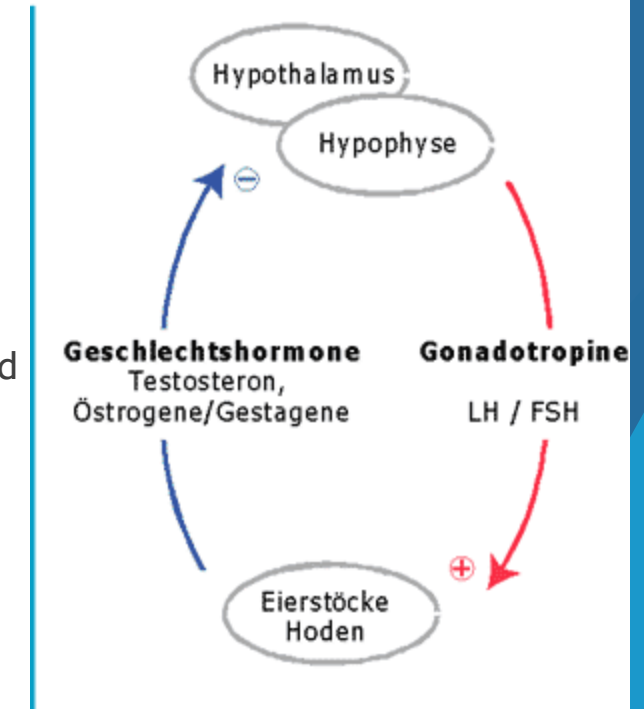 Hypothalamus
Hypophyse
⊖
Geschlechtshormone
Testosteron,
Östrogene/Gestagene
Gonadotropine
LH / FSH
⊕
Eierstöcke
Hoden